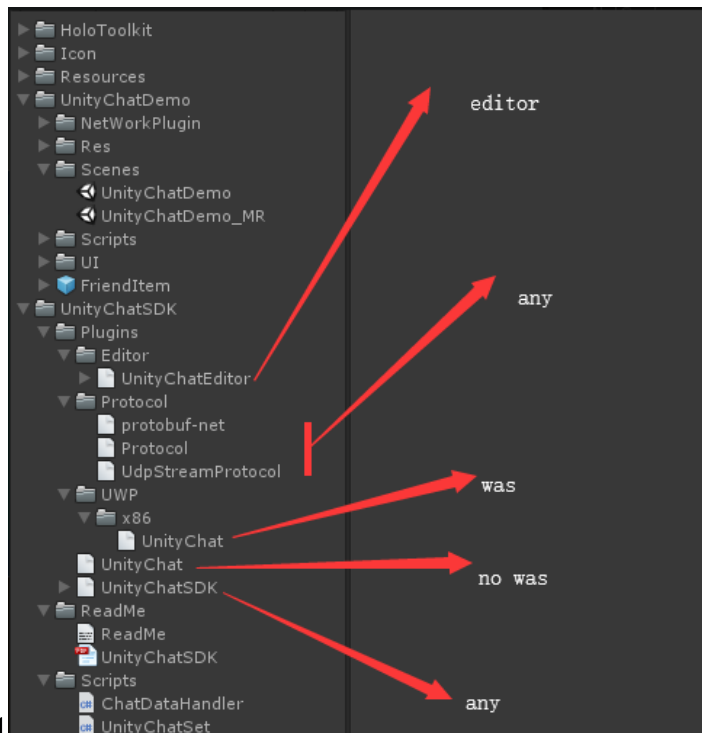 HoloToolkit
Icon
Resources
UnityChatDemo
editor
NetWorkPlugin
Res
Scenes
UnityChatDemo
UnityChatDemo_MR
Scripts
UI
FriendItem
any
UnityChatSDK
Plugins
Editor
UnityChatEditor
Protocol
protobuf-net
Protocol
UdpStreamProtocol
UWP
was
x86
UnityChat
UnityChat
no was
UnityChatSDK
ReadMe
ReadMe
UnityChatSDK
Scripts
ChatDataHandler
any
UnityChatSet